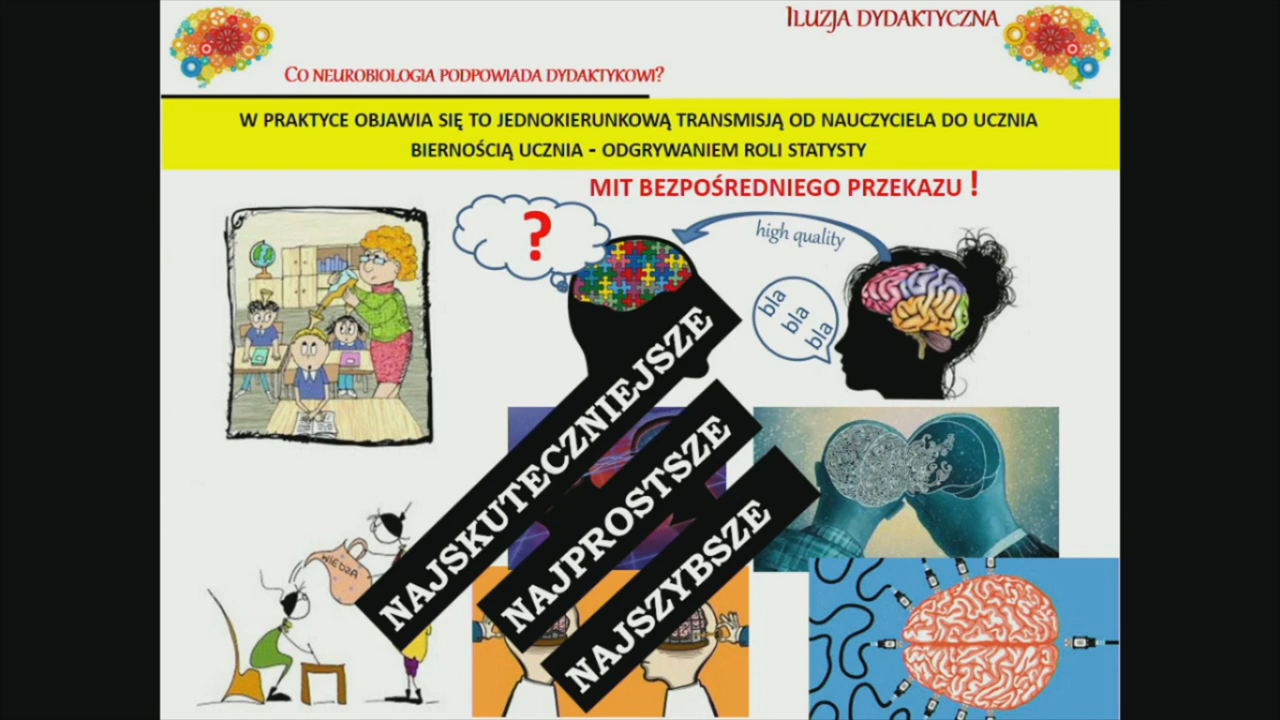 Iluzja dydaktyczna
Co neurobiologia podpowiada dydaktykowi?
W PRAKTYCE OBJAWIA SIĘ TO JEDNOKIERUNKOWĄ TRANSMISJĄ OD NAUCZYCIELA DO UCZNIA
BIERNOŚCIĄ UCZNIA - ODGRYWANIEM ROLI STATYSTY
MIT BEZPOŚREDNIEGO PRZEKAZU !
?
high quality
bla
bla
bla
NAJSKUTECZNIEJSZE
NAJPROSTSZE
NAJSZYBSZE
WIEDZA